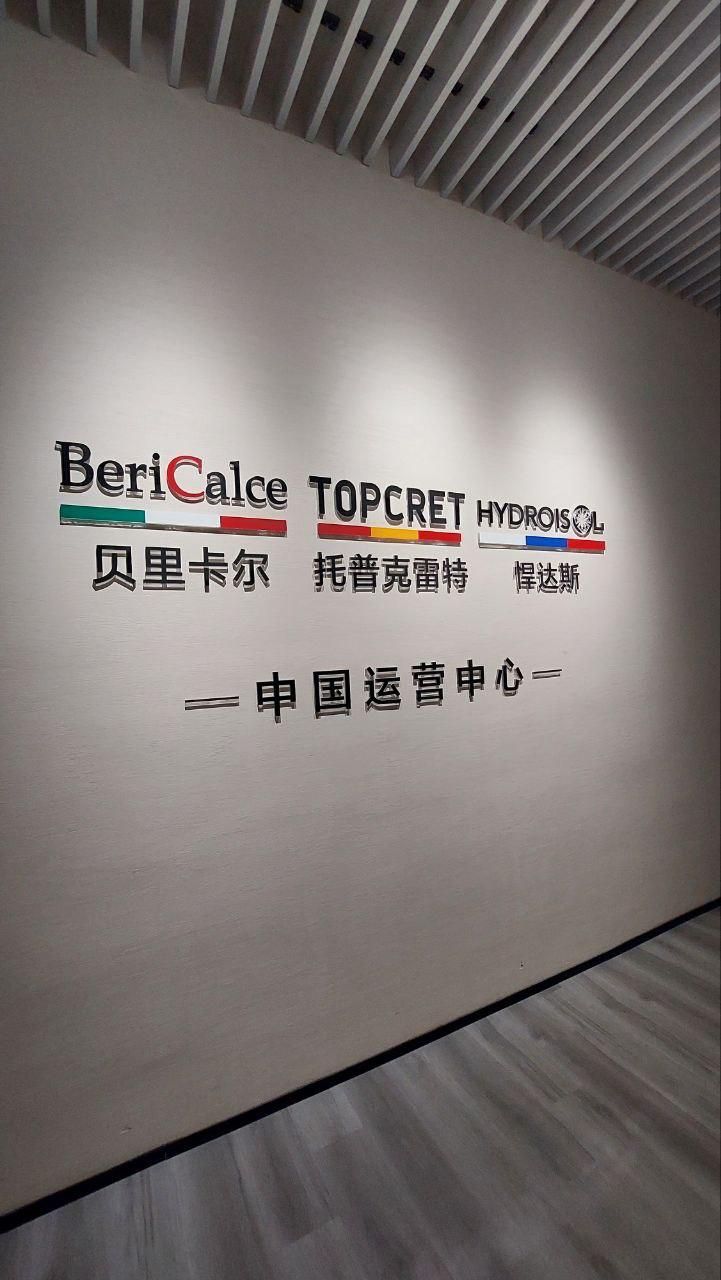 BeriCalce TOPCRET HYDROISOL
贝里卡尔 托普克雷特 悍达斯
—中国运营中心—